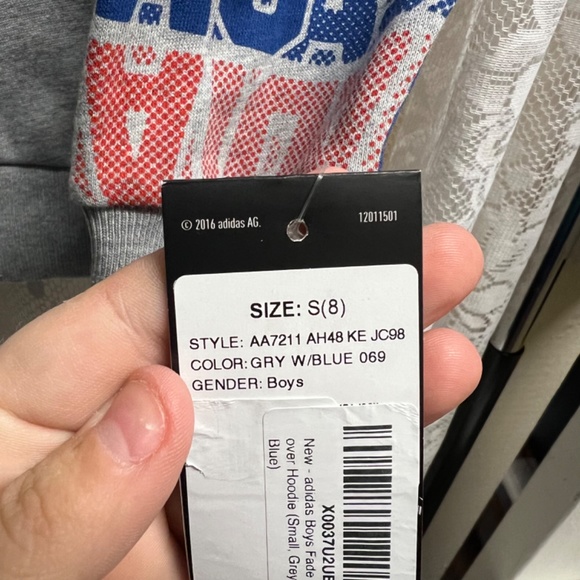 © 2016 adidas AG.
12011501
SIZE: S(8)
STYLE: AA7211 AH48 KE JC98
COLOR: GRY W/BLUE 069
GENDER: Boys
X0037U2UE
New - adidas Boys Fade
over Hoodie (Small, Grey
Blue)